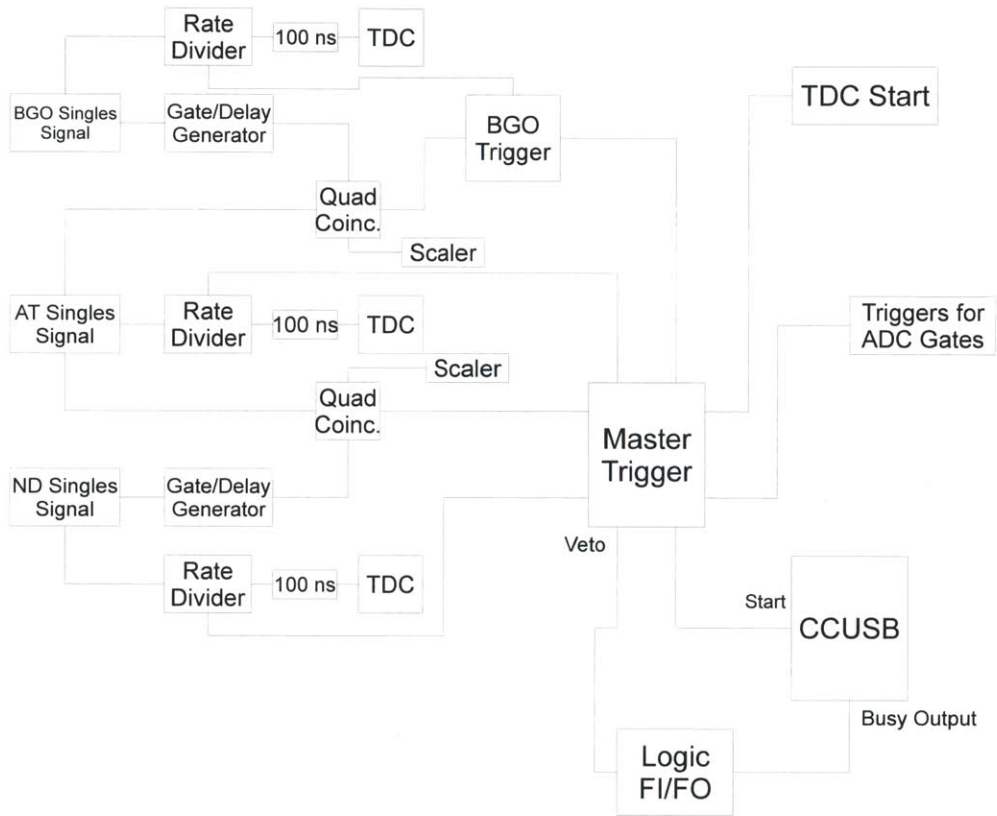 Rate
Divider
100 ns
TDC
TDC Start
BGO Singles
Signal
Gate/Delay
Generator
BGO
Trigger
Quad
Coinc.
Scaler
AT Singles
Signal
Rate
Divider
100 ns
TDC
Triggers for
ADC Gates
Scaler
Quad
Coinc.
Master
Trigger
ND Singles
Signal
Gate/Delay
Generator
Veto
Rate
Divider
100 ns
TDC
Start
CCUSB
Busy Output
Logic
FI/FO